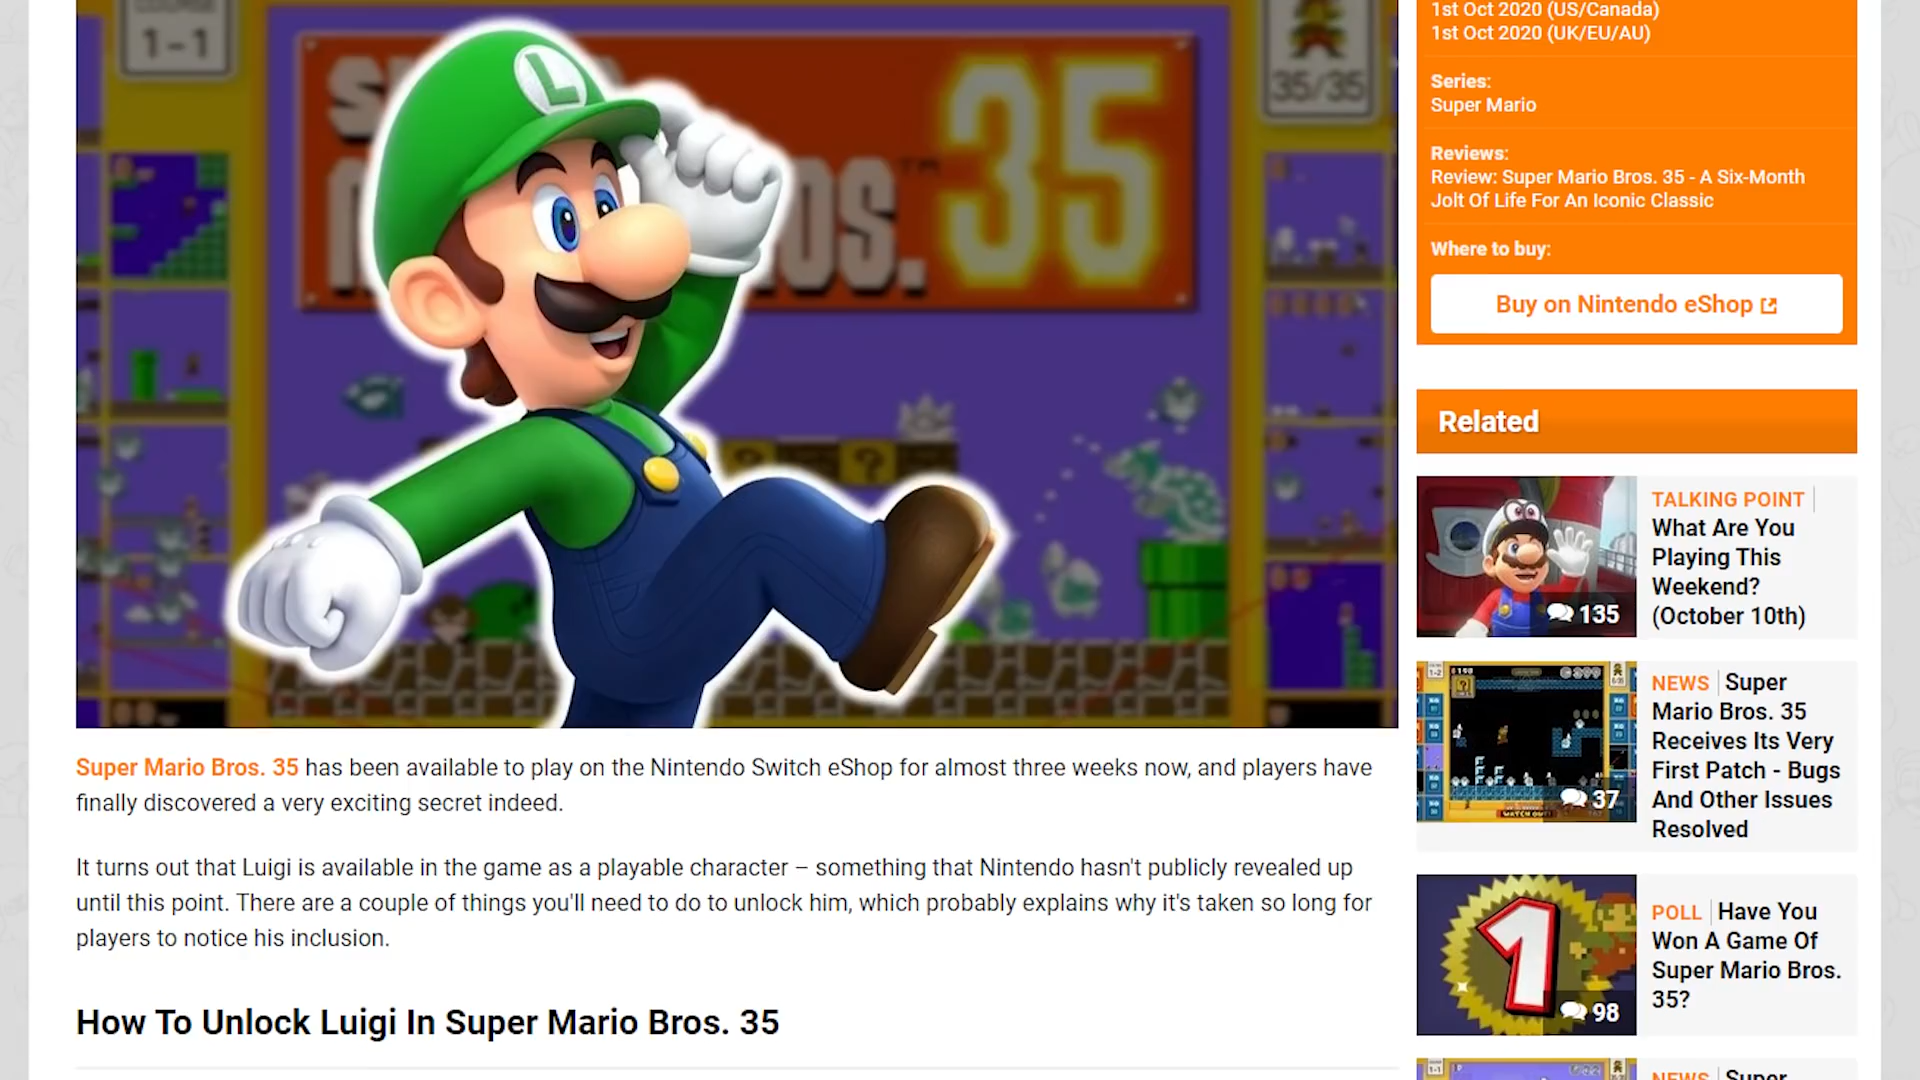 COURSE
1-1
35
35/35
BROS.
TM
L
Super Mario Bros. 35 has been available to play on the Nintendo Switch eShop for almost three weeks now, and players have
finally discovered a very exciting secret indeed.
It turns out that Luigi is available in the game as a playable character – something that Nintendo hasn't publicly revealed up
until this point. There are a couple of things you'll need to do to unlock him, which probably explains why it's taken so long for
players to notice his inclusion.
How To Unlock Luigi In Super Mario Bros. 35
1st Oct 2020 (US/Canada)
1st Oct 2020 (UK/EU/AU)
Series:
Super Mario
Reviews:
Review: Super Mario Bros. 35 - A Six-Month
Jolt Of Life For An Iconic Classic
Where to buy:
Buy on Nintendo eShop
Related
135
TALKING POINT
What Are You
Playing This
Weekend?
(October 10th)
37
NEWS Super
Mario Bros. 35
Receives Its Very
First Patch - Bugs
And Other Issues
Resolved
1
98
POLL Have You
Won A Game Of
Super Mario Bros.
35?
NEWS Super